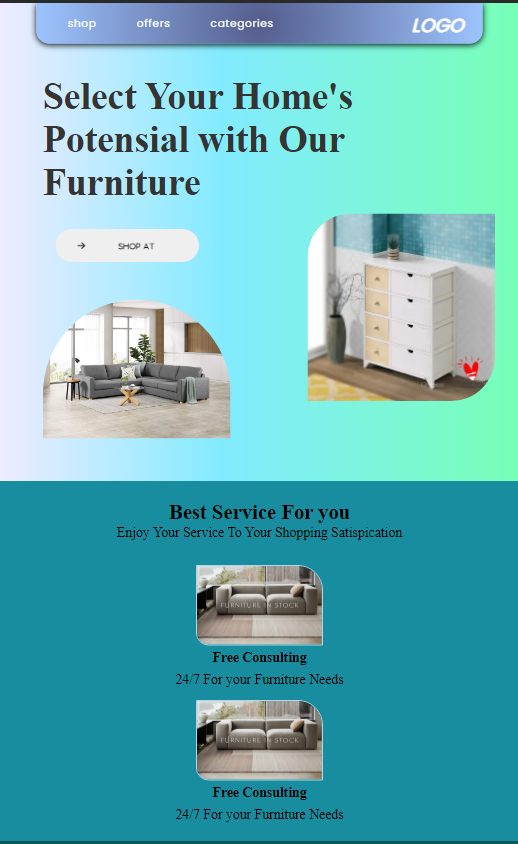 shop offers categories LOGO
Select Your Home's
Potensial with Our
Furniture
→ SHOP AT
Best Service For you
Enjoy Your Service To Your Shopping Satispication
FURNITURE IN STOCK
Free Consulting
24/7 For your Furniture Needs
FURNITURE IN STOCK
Free Consulting
24/7 For your Furniture Needs